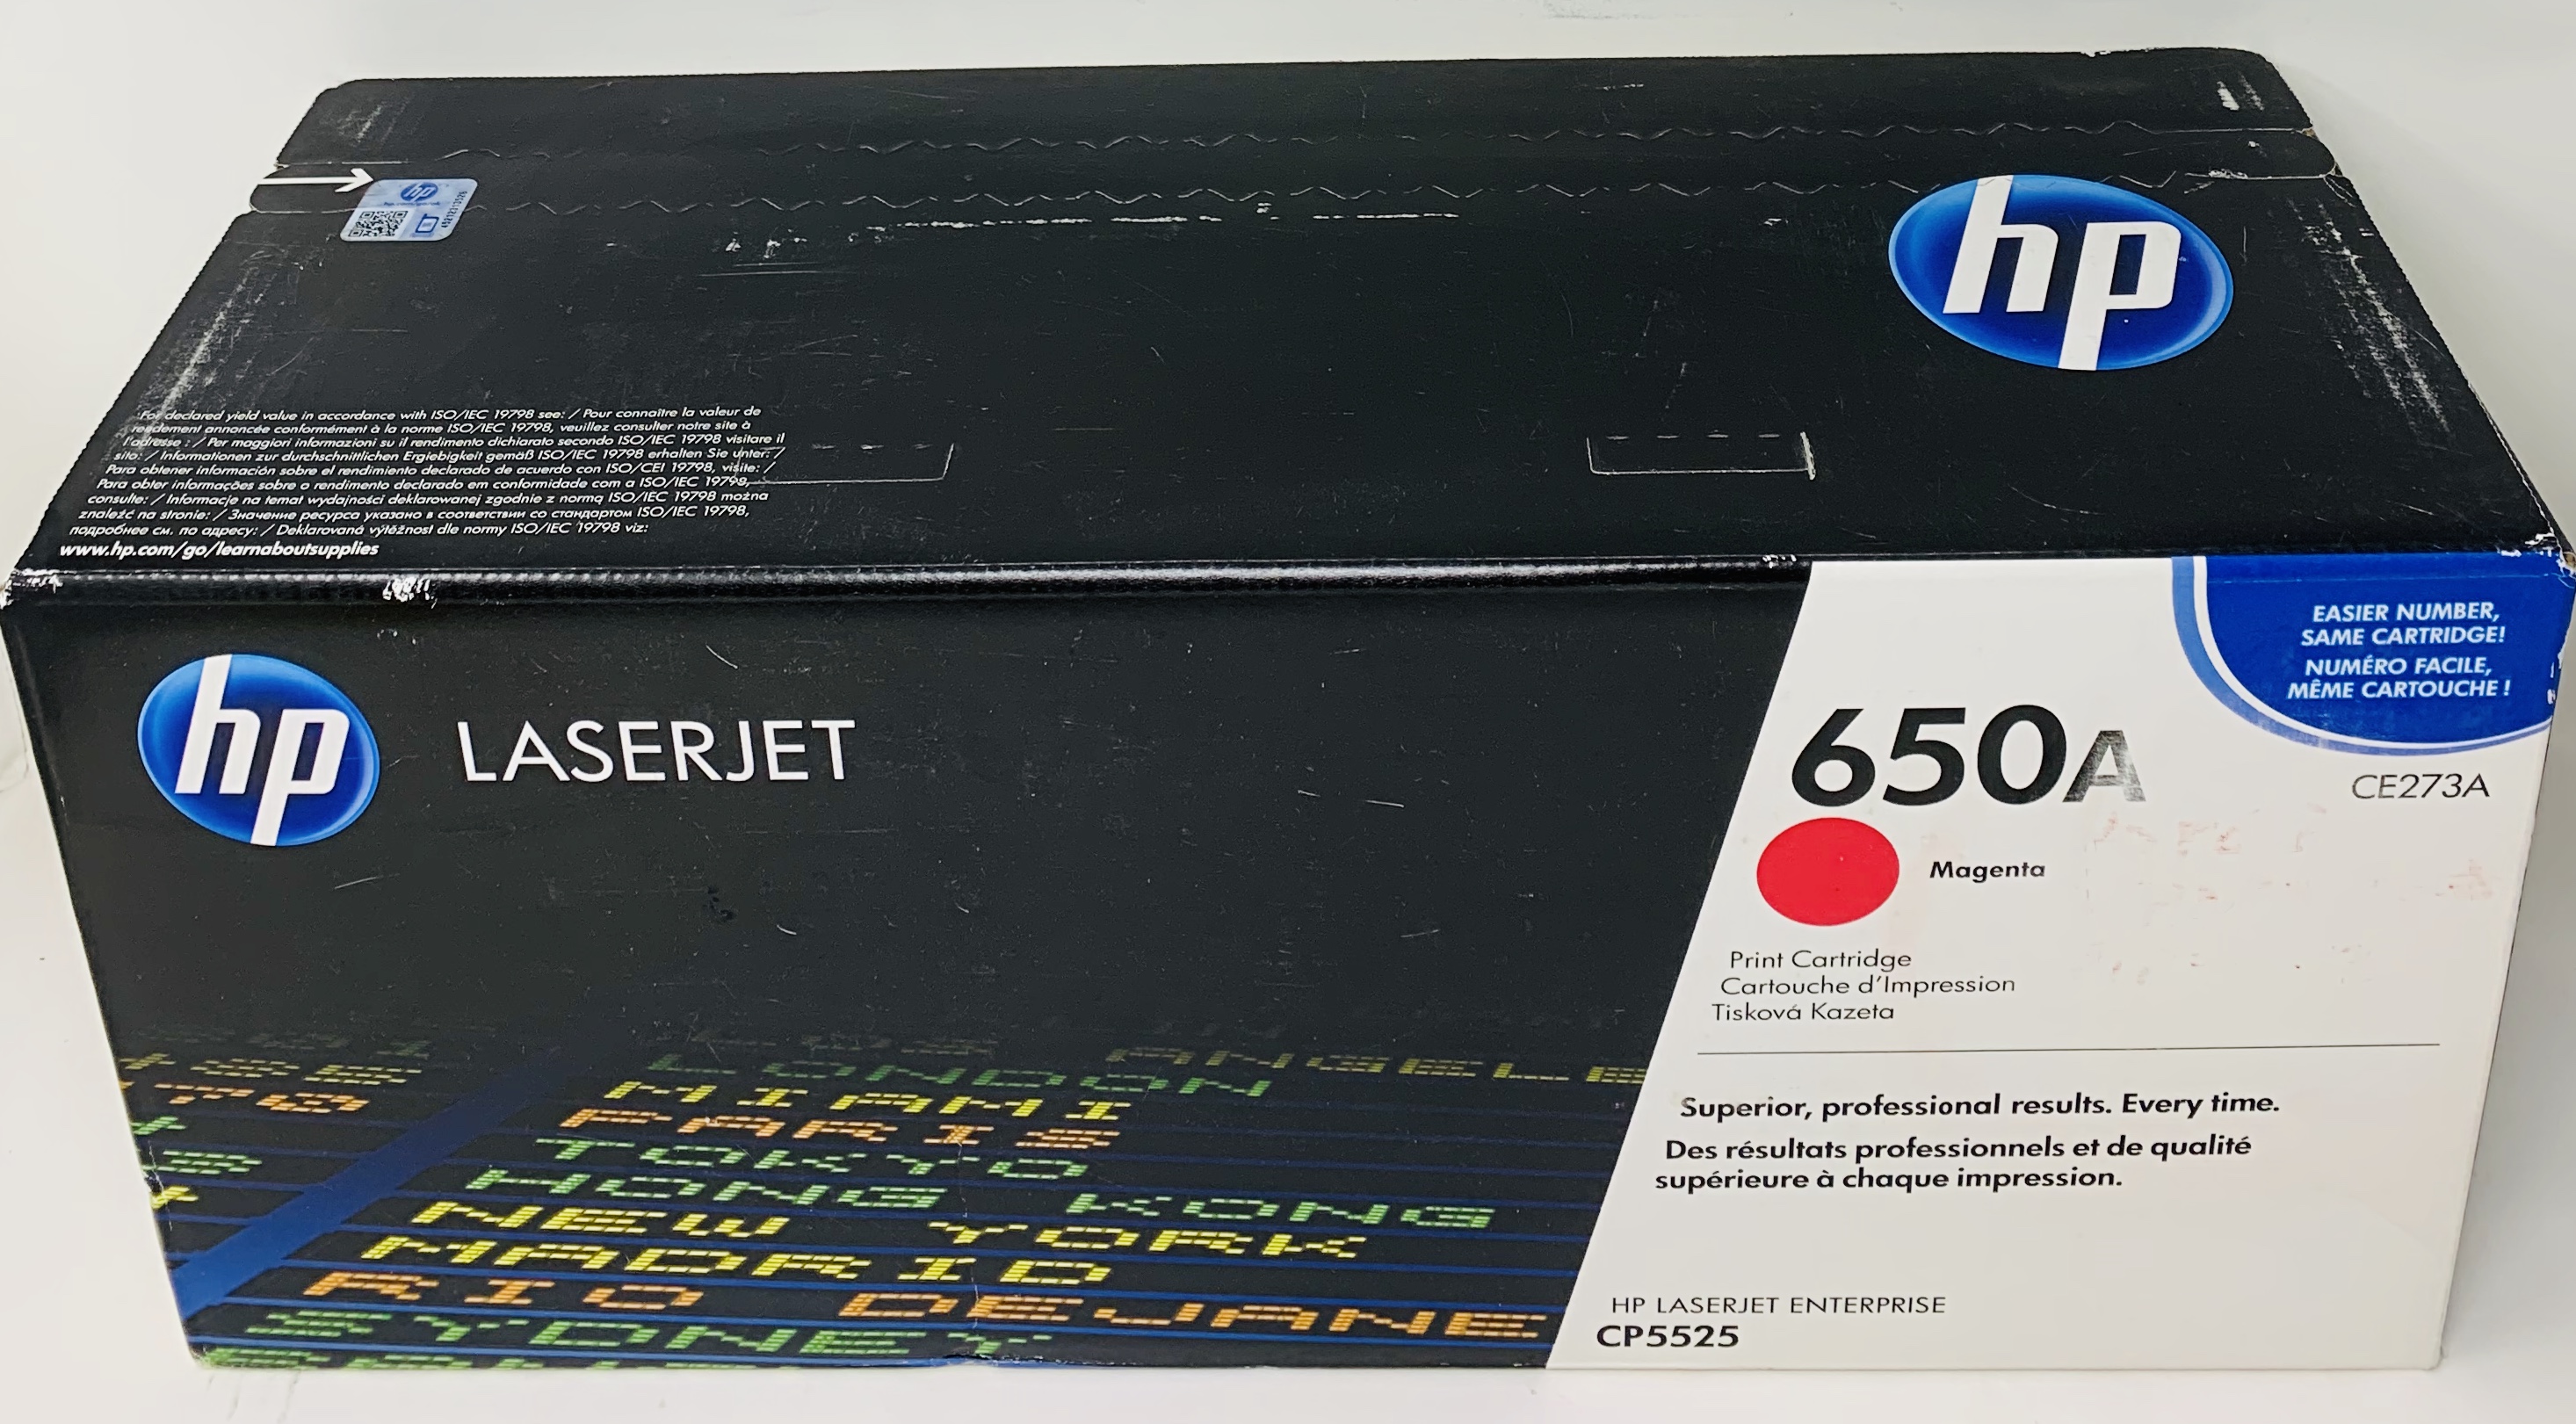 hp
hp
For declared yield value in accordance with ISO/IEC 19798 see: / Pour connaître la valeur de
rendement annoncée conformément à la norme ISO/IEC 19798, veuillez consulter notre site à
l'adresse : / Per maggiori informazioni su il rendimento dichiarato secondo ISO/IEC 19798 visitare il
sito: / Informationen zur durchschnittlichen Ergiebigkeit gemäß ISO/IEC 19798 erhalten Sie unter: /
Para obtener información sobre el rendimiento declarado de acuerdo con ISO/CEI 19798, visite: /
Para obter informações sobre o rendimento declarado em conformidade com a ISO/IEC 19798,
consulte: / Informacje na temat wydajności deklarowanej zgodnie z normą ISO/IEC 19798 można
znaleźć na stronie: / Значение ресурса указано в соответствии со стандартом ISO/IEC 19798,
подробнее см. по адресу: / Deklarovaná výtěžnost dle normy ISO/IEC 19798 viz:
www.hp.com/go/learnaboutsupplies
EASIER NUMBER,
SAME CARTRIDGE!
NUMÉRO FACILE,
MÊME CARTOUCHE !
hp LASERJET
650A
CE273A
Magenta
Print Cartridge
Cartouche d'Impression
Tisková Kazeta
Superior, professional results. Every time.
Des résultats professionnels et de qualité
supérieure à chaque impression.
HP LASERJET ENTERPRISE
CP5525
ANGELE
LONDON
MIAMI
PARIS
TOKYO
HONG KONG
NEW YORK
MADRID
RIO DEJANE
SYDNEY